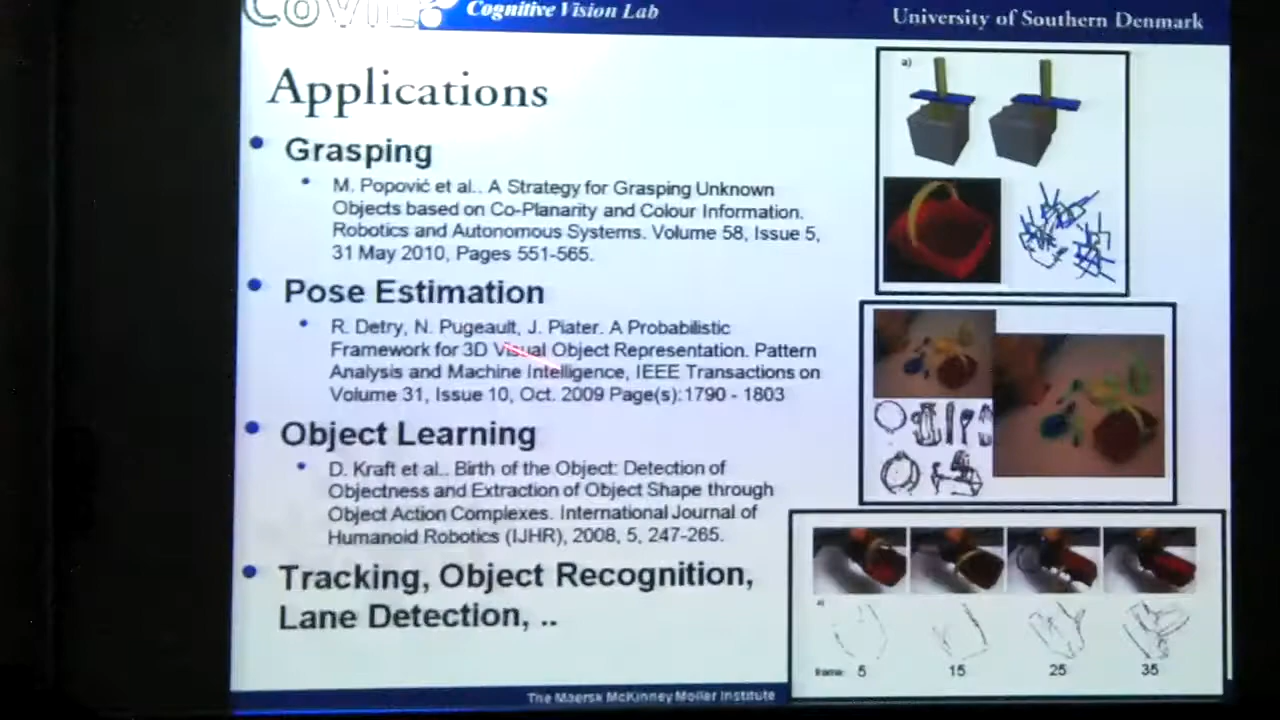 CoViL
Cognitive Vision Lab
University of Southern Denmark
Applications
Grasping
M. Popović et al.. A Strategy for Grasping Unknown
Objects based on Co-Planarity and Colour Information.
Robotics and Autonomous Systems. Volume 58, Issue 5,
31 May 2010, Pages 551-565.
Pose Estimation
R. Detry, N. Pugeault, J. Piater. A Probabilistic
Framework for 3D Visual Object Representation. Pattern
Analysis and Machine Intelligence, IEEE Transactions on
Volume 31, Issue 10, Oct. 2009 Page(s):1790 - 1803
Object Learning
D. Kraft et al.. Birth of the Object: Detection of
Objectness and Extraction of Object Shape through
Object Action Complexes. International Journal of
Humanoid Robotics (IJHR), 2008, 5, 247-265.
Tracking, Object Recognition,
Lane Detection, ..
a)
a)
frame: 5 15 25 35
The Maersk McKinney Moller Institute